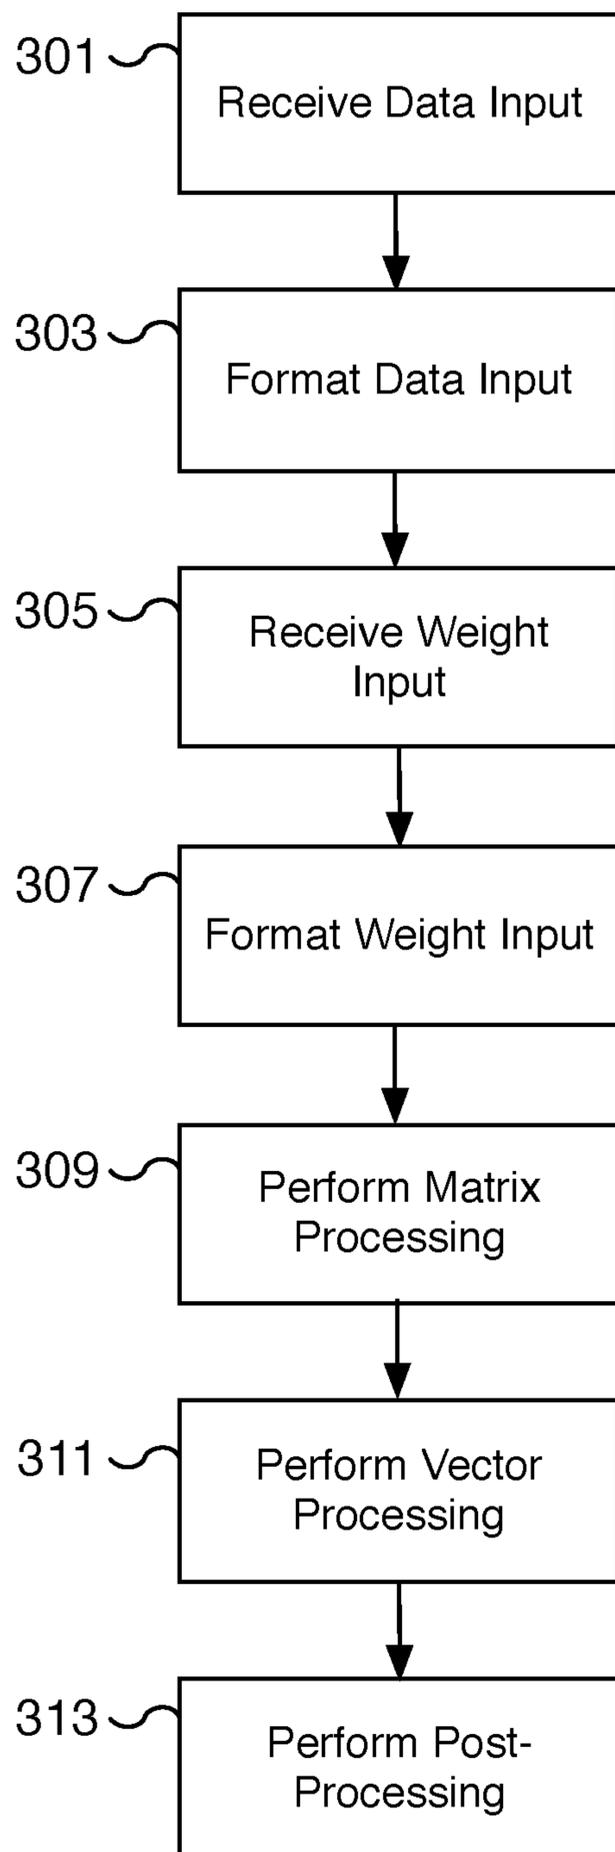 301
Receive Data Input
303
Format Data Input
305
Receive Weight
Input
307
Format Weight Input
309
Perform Matrix
Processing
311
Perform Vector
Processing
313
Perform Post-
Processing